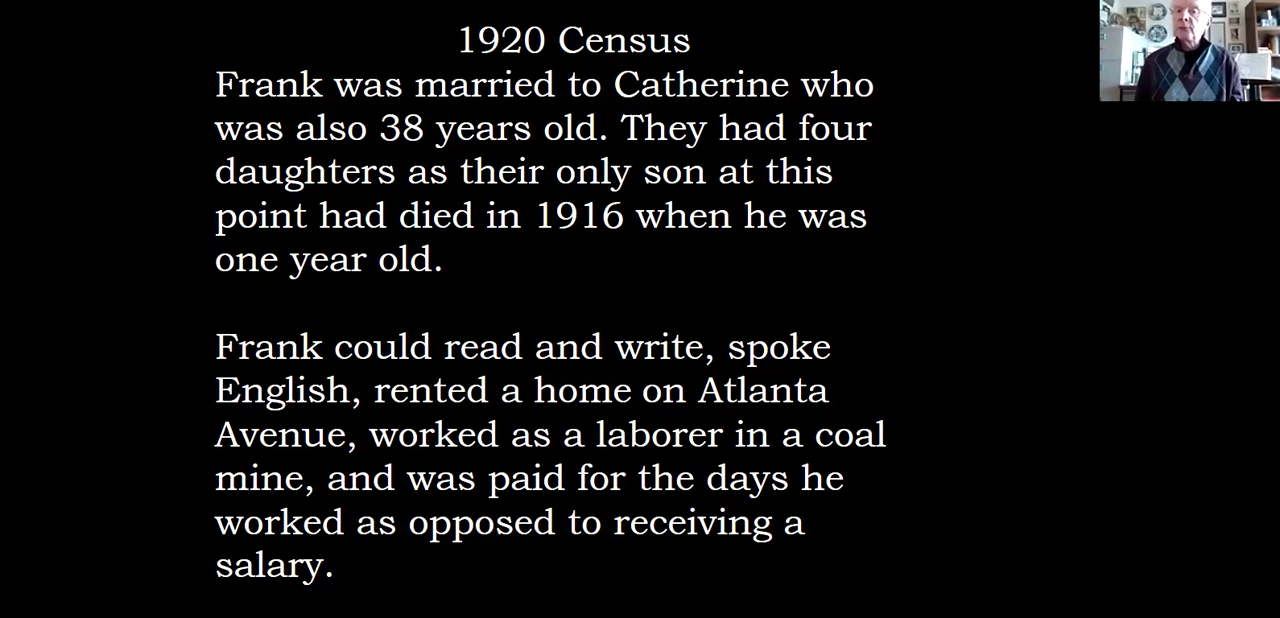 1920 Census
Frank was married to Catherine who
was also 38 years old. They had four
daughters as their only son at this
point had died in 1916 when he was
one year old.
Frank could read and write, spoke
English, rented a home on Atlanta
Avenue, worked as a laborer in a coal
mine, and was paid for the days he
worked as opposed to receiving a
salary.